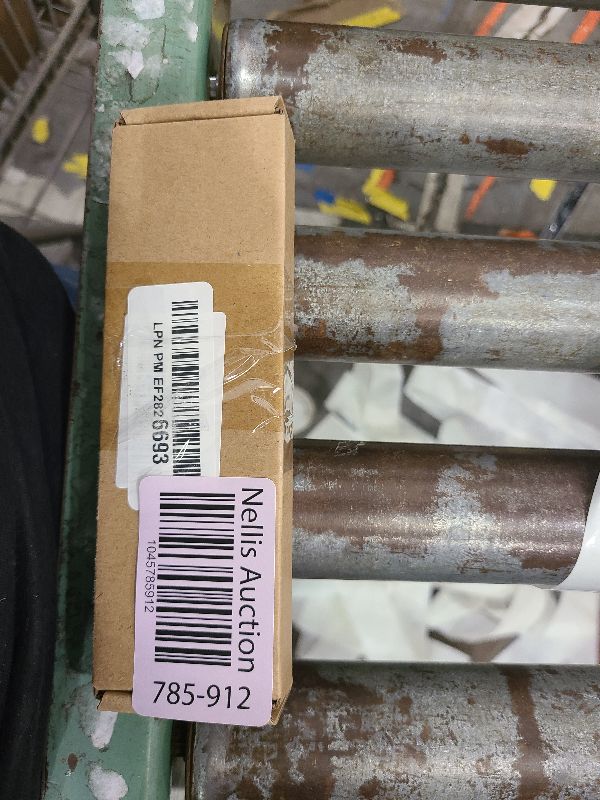 LPN PM EF282 6693
Nellis Auction
1045785912
785-912